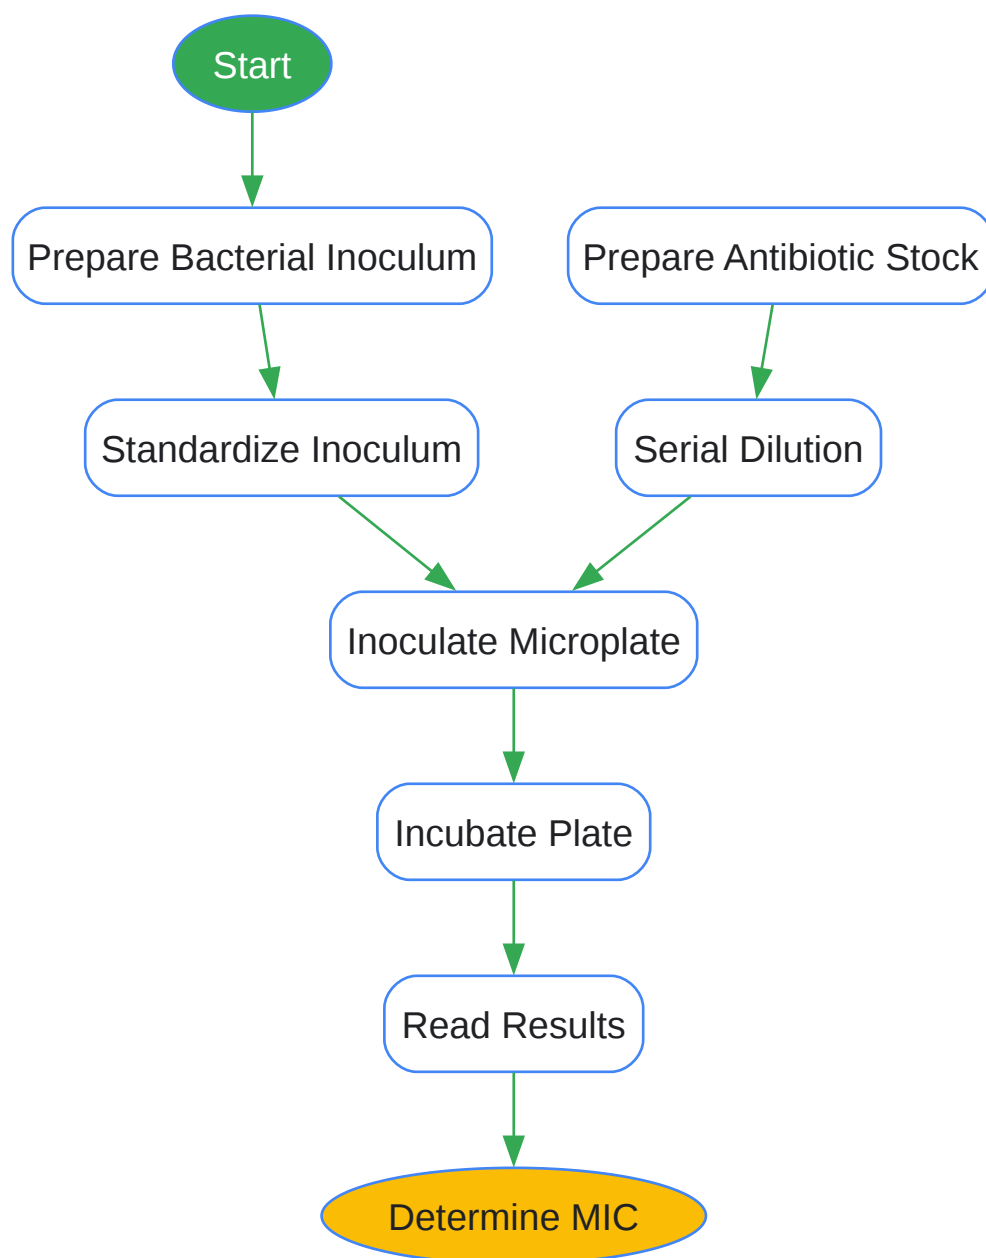 Start
Prepare Bacterial Inoculum
Prepare Antibiotic Stock
Standardize Inoculum
Serial Dilution
Inoculate Microplate
Incubate Plate
Read Results
Determine MIC